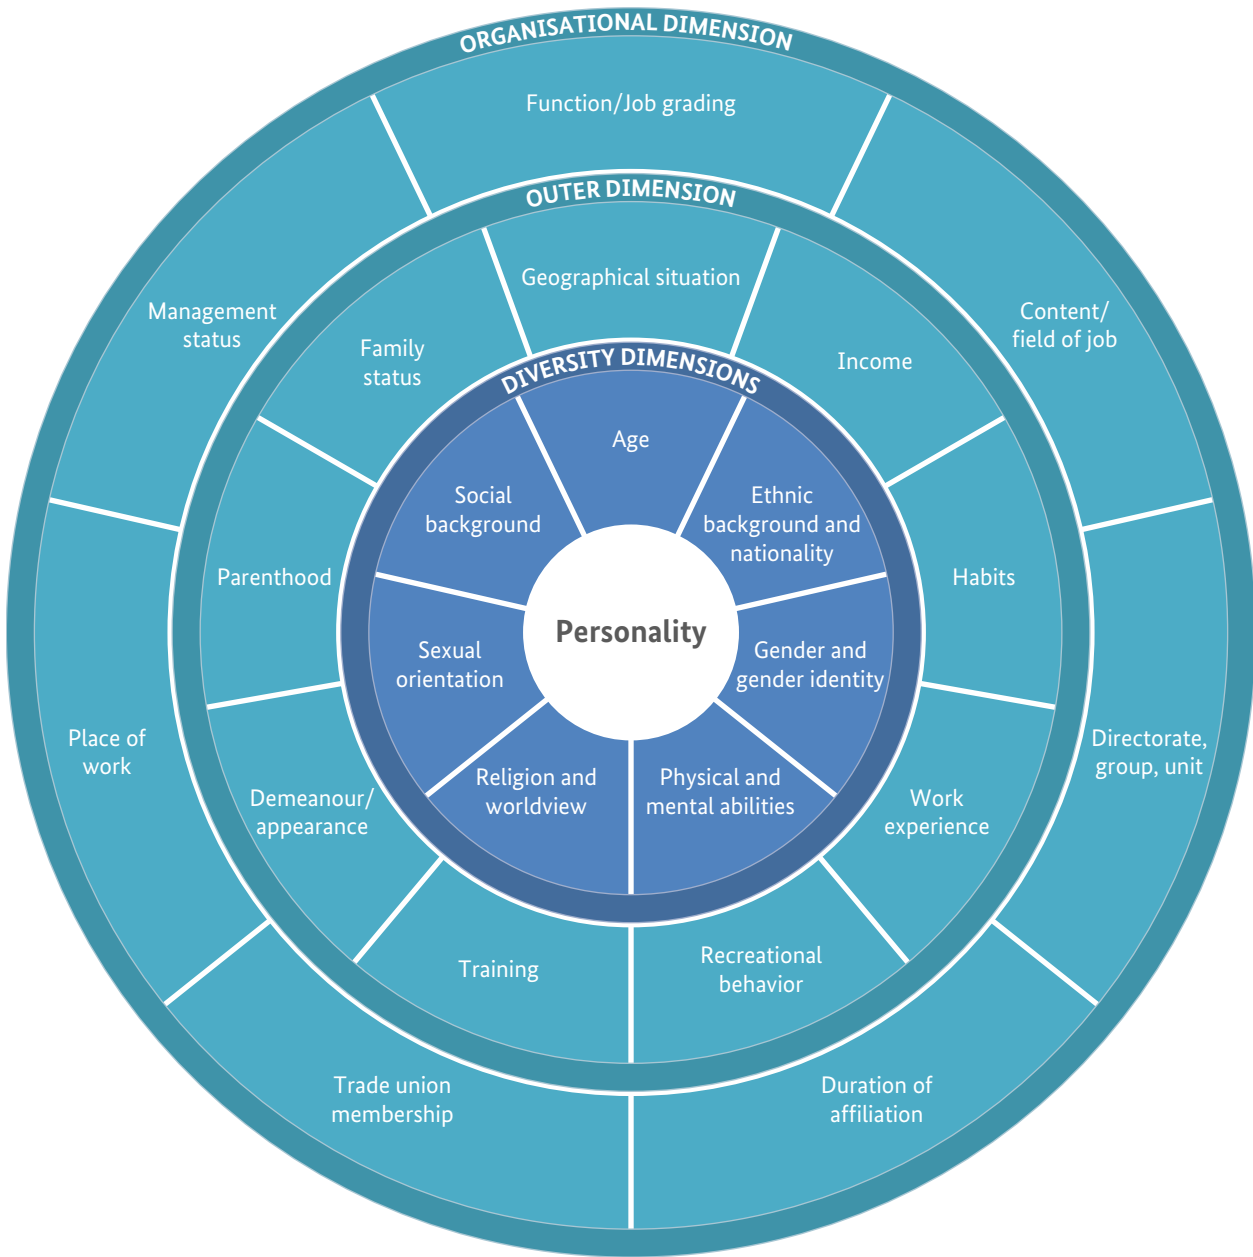 ORGANISATIONAL DIMENSION
Function/Job grading
Content/
field of job
Directorate,
group, unit
Duration of
affiliation
Trade union
membership
Place of
work
Management
status
OUTER DIMENSION
Geographical situation
Income
Habits
Work
experience
Recreational
behavior
Training
Demeanour/
appearance
Parenthood
Family
status
DIVERSITY DIMENSIONS
Age
Ethnic
background and
nationality
Gender and
gender identity
Physical and
mental abilities
Religion and
worldview
Sexual
orientation
Social
background
Personality